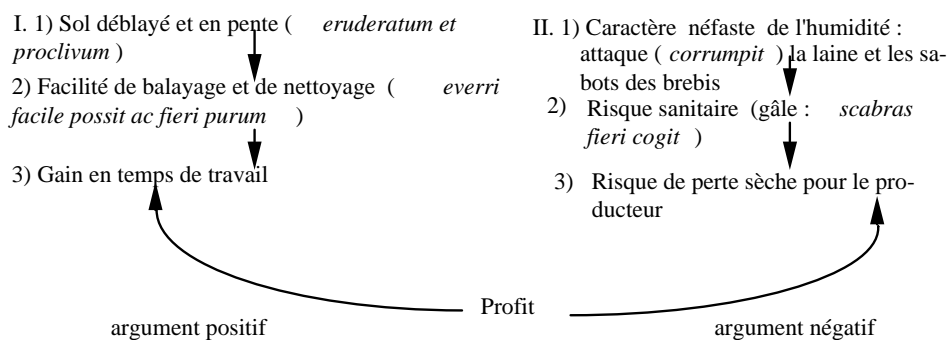 I. 1) Sol déblayé et en pente ( eruderatum et
proclivum )
2) Facilité de balayage et de nettoyage ( everri
facile possit ac fieri purum )
3) Gain en temps de travail
II. 1) Caractère néfaste de l'humidité :
attaque ( corrumpit ) la laine et les sa-
bots des brebis
2) Risque sanitaire (gâle : scabras
fieri cogit )
3) Risque de perte sèche pour le pro-
ducteur
Profit
argument positif
argument négatif